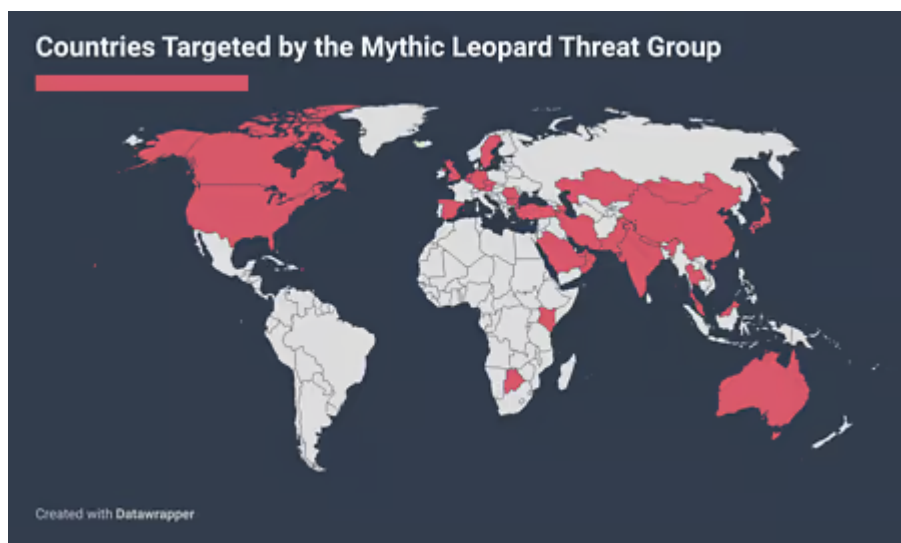 Countries Targeted by the Mythic Leopard Threat Group
Created with Datawrapper